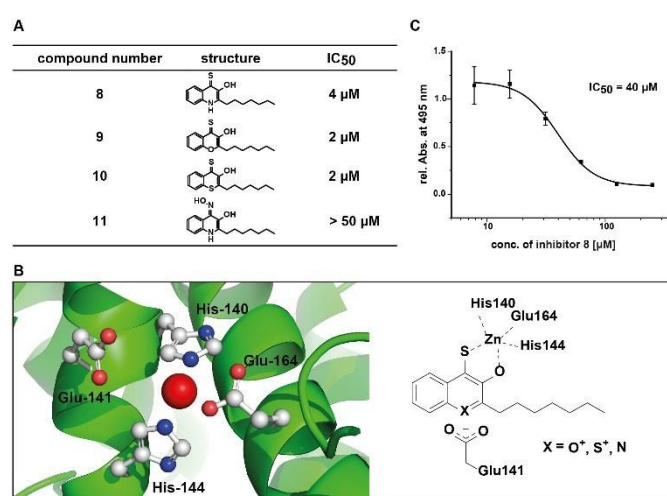 A
compound number structure IC50
8 S OH N H 4 µM
9 S OH O 2 µM
10 S OH S 2 µM
11 HO N OH N H > 50 µM
C
rel. Abs. at 495 nm
1.5
1.0
0.5
0.0
IC50 = 40 µM
10 100
conc. of inhibitor 8 [µM]
B
His-140
Glu-164
Glu-141
His-144
His140
Glu164
Zn
His144
S
O
X
O O
Glu141
X = O+, S+, N